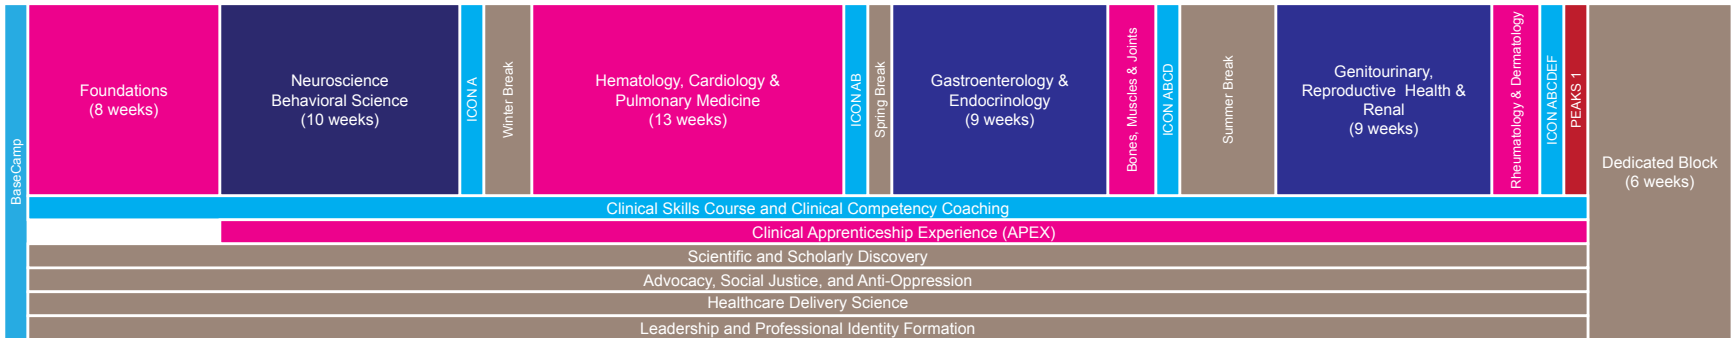 BaseCamp
Foundations
(8 weeks)
Neuroscience
Behavioral Science
(10 weeks)
ICON A
Winter Break
Hematology, Cardiology &
Pulmonary Medicine
(13 weeks)
ICON AB
Spring Break
Gastroenterology &
Endocrinology
(9 weeks)
Bones, Muscles & Joints
ICON ABCD
Summer Break
Genitourinary,
Reproductive Health &
Renal
(9 weeks)
Rheumatology & Dermatology
ICON ABCDEF
PEAKS 1
Dedicated Block
(6 weeks)
Clinical Skills Course and Clinical Competency Coaching
Clinical Apprenticeship Experience (APEX)
Scientific and Scholarly Discovery
Advocacy, Social Justice, and Anti-Oppression
Healthcare Delivery Science
Leadership and Professional Identity Formation